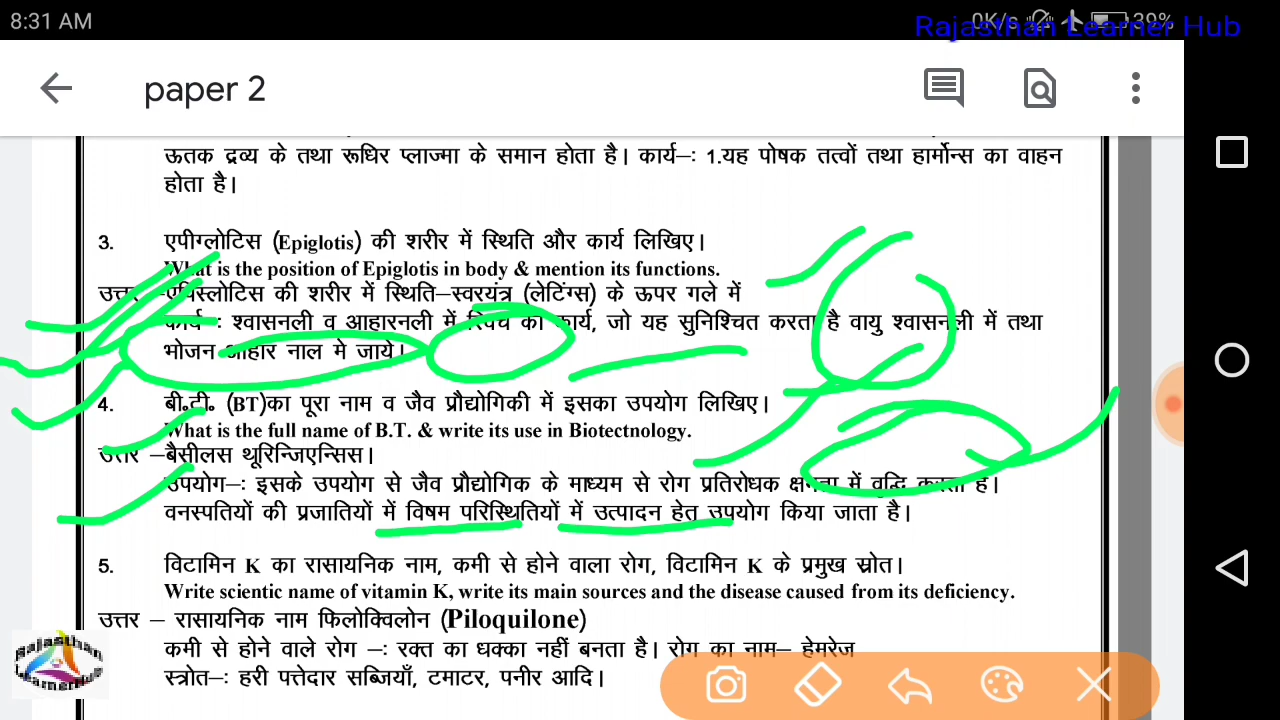 8:31 AM
0K/s 39%
Rajasthan Learner Hub
paper 2
ऊतक द्रव्य के तथा रूधिर प्लाज्मा के समान होता है। कार्य–: 1.यह पोषक तत्वों तथा हार्मोन्स का वाहन
होता है।
3. एपीग्लोटिस (Epiglotis) की शरीर में स्थिति और कार्य लिखिए।
What is the position of Epiglotis in body & mention its functions.
उत्तर –एपिस्लोटिस की शरीर में स्थिति–स्वरयंत्र (लेटिंग्स) के ऊपर गले में
कार्य –: श्वासनली व आहारनली में स्विच का कार्य, जो यह सुनिश्चित करता है वायु श्वासनली में तथा
भोजन आहार नाल मे जाये।
4. बी॰टी॰ (BT)का पूरा नाम व जैव प्रौद्योगिकी में इसका उपयोग लिखिए।
What is the full name of B.T. & write its use in Biotectnology.
उत्तर –बैसीलस थूरिन्जिएन्सिस।
उपयोग–: इसके उपयोग से जैव प्रौद्योगिक के माध्यम से रोग प्रतिरोधक क्षमता में वृद्धि करता है।
वनस्पतियों की प्रजातियों में विषम परिस्थितियों में उत्पादन हेतु उपयोग किया जाता है।
5. विटामिन K का रासायनिक नाम, कमी से होने वाला रोग, विटामिन K के प्रमुख स्रोत।
Write scientic name of vitamin K, write its main sources and the disease caused from its deficiency.
उत्तर – रासायनिक नाम फिलोक्विलोन (Piloquilone)
कमी से होने वाले रोग –: रक्त का धक्का नहीं बनता है। रोग का नाम– हेमरेज
स्त्रोत–: हरी पत्तेदार सब्जियाँ, टमाटर, पनीर आदि।
Rajasthan
LearnerHub